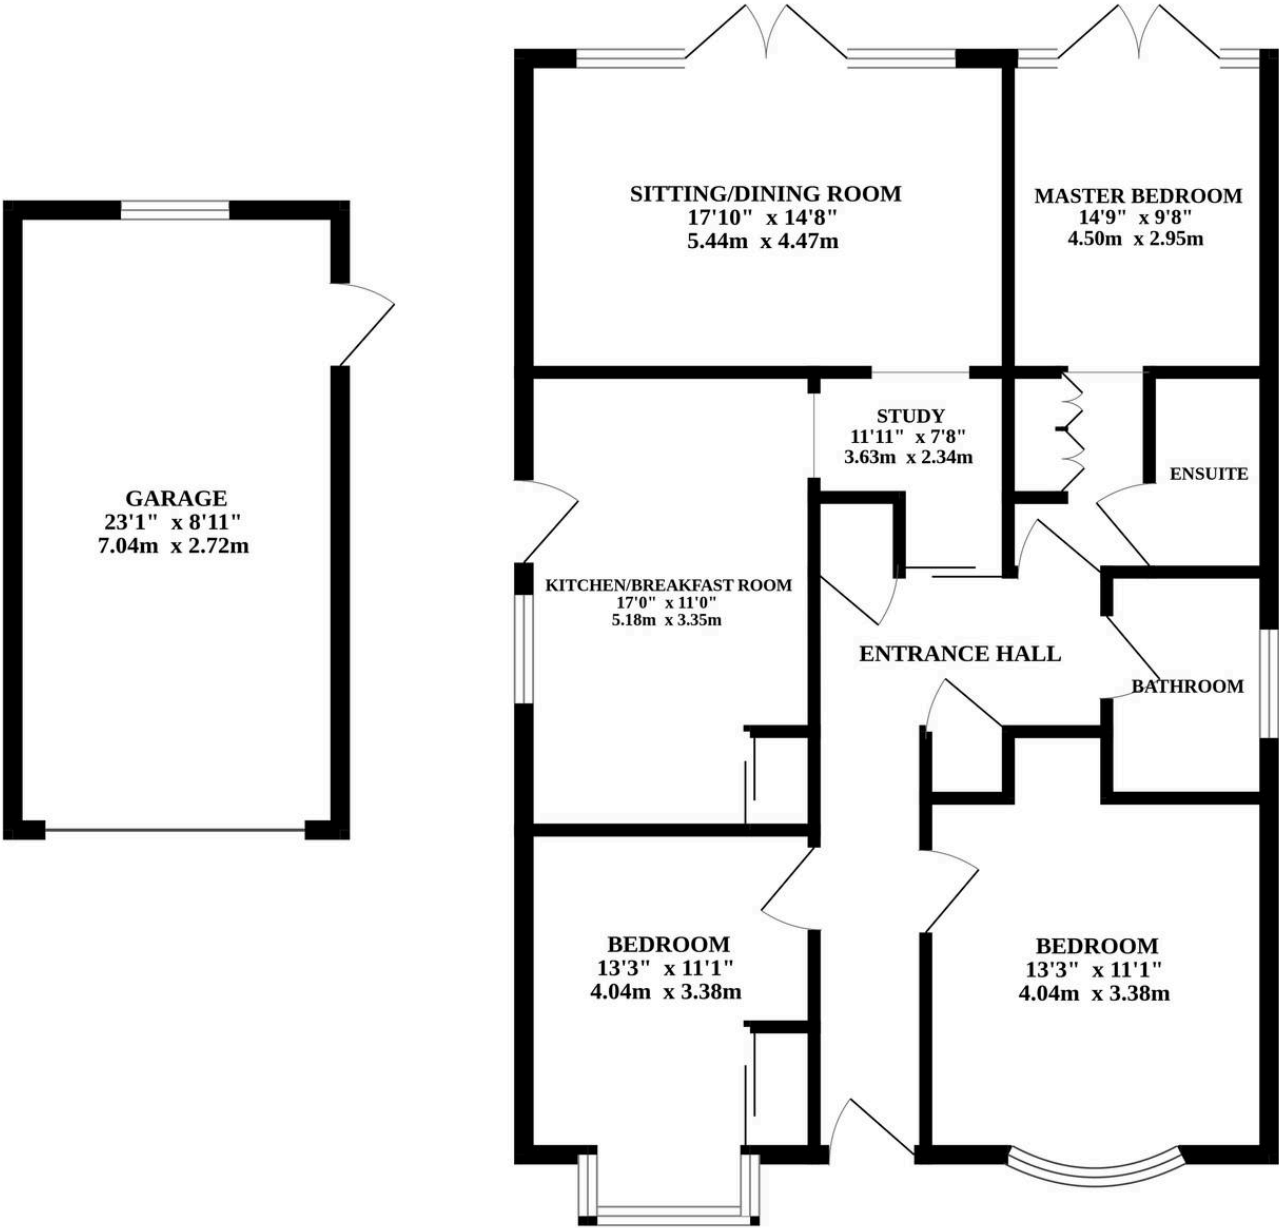 SITTING/DINING ROOM
17'10" x 14'8"
5.44m x 4.47m
MASTER BEDROOM
14'9" x 9'8"
4.50m x 2.95m
STUDY
11'11" x 7'8"
3.63m x 2.34m
ENSUITE
GARAGE
23'1" x 8'11"
7.04m x 2.72m
KITCHEN/BREAKFAST ROOM
17'0" x 11'0"
5.18m x 3.35m
ENTRANCE HALL
BATHROOM
BEDROOM
13'3" x 11'1"
4.04m x 3.38m
BEDROOM
13'3" x 11'1"
4.04m x 3.38m